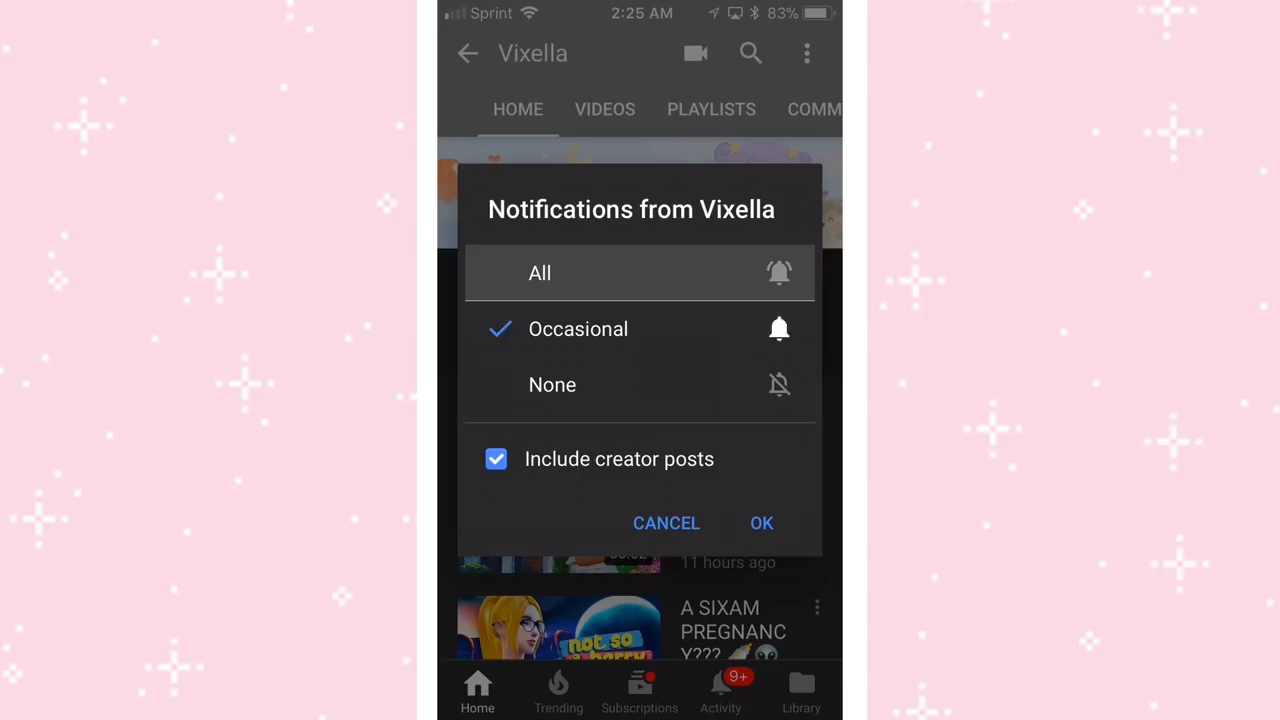 Sprint 2:25 AM 83%
Vixella
HOME VIDEOS PLAYLISTS COMM
Notifications from Vixella
All
Occasional
None
Include creator posts
CANCEL OK
11 hours ago
A SIXAM
PREGNANC
Y???
not so
berry
Home Trending Subscriptions Activity Library
9+